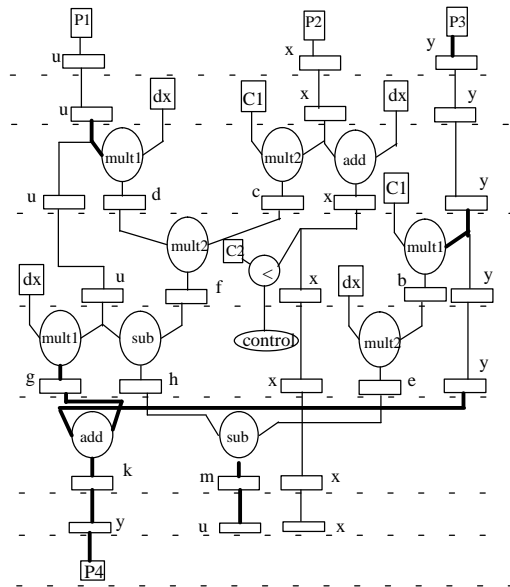 P1 P2 P3
u x y
dx C1 x dx y
u
mult1 mult2 add
C1
u d c x y
mult2 C2 < mult1
dx u f x dx b y
mult1 sub control mult2
g h x e y
add sub
k m x
y u x
P4